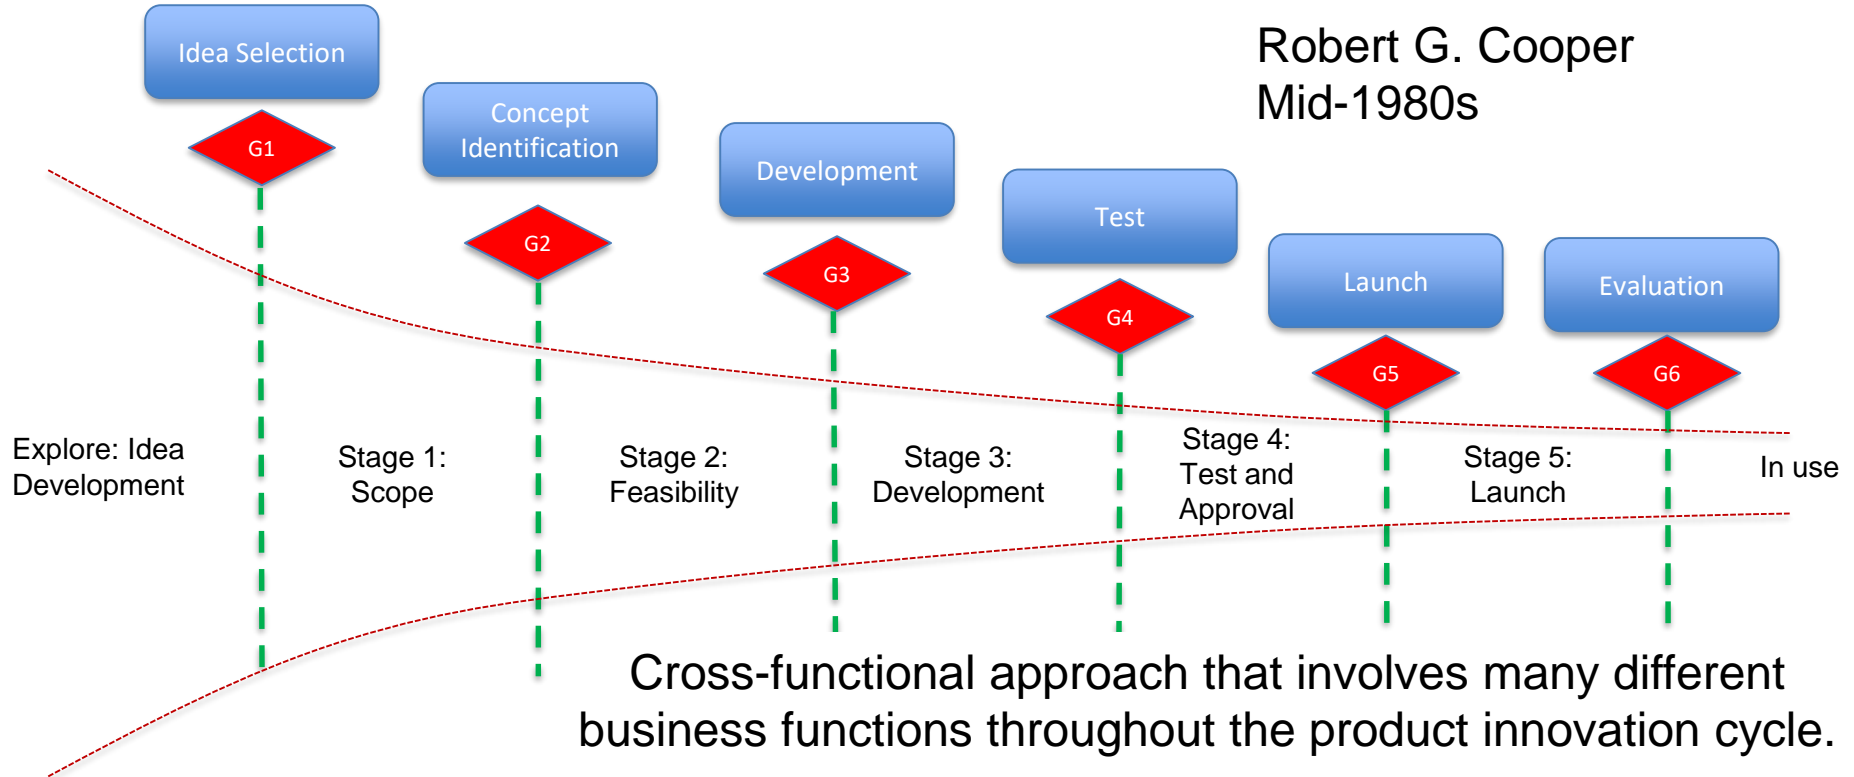 Robert G. Cooper
Mid-1980s
Idea Selection
G1
Concept
Identification
G2
Development
G3
Test
G4
Launch
G5
Evaluation
G6
Explore: Idea
Development
Stage 1:
Scope
Stage 2:
Feasibility
Stage 3:
Development
Stage 4:
Test and
Approval
Stage 5:
Launch
In use
Cross-functional approach that involves many different
business functions throughout the product innovation cycle.